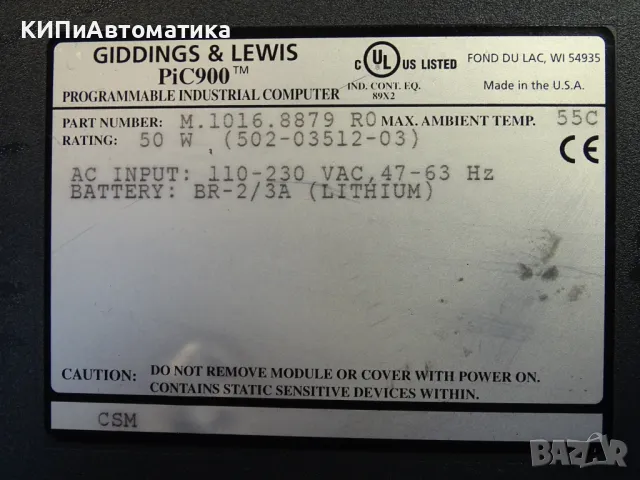 КИПиАвтоматика
GIDDINGS & LEWIS
PiC900™
PROGRAMMABLE INDUSTRIAL COMPUTER
C UL US LISTED
IND. CONT. EQ.
89X2
FOND DU LAC, WI 54935
Made in the U.S.A.
PART NUMBER: M.1016.8879 R0 MAX. AMBIENT TEMP. 55C
RATING: 50 W (502-03512-03)
CE
AC INPUT: 110-230 VAC,47-63 Hz
BATTERY: BR-2/3A (LITHIUM)
CAUTION: DO NOT REMOVE MODULE OR COVER WITH POWER ON.
CONTAINS STATIC SENSITIVE DEVICES WITHIN.
CSM
BAZAR